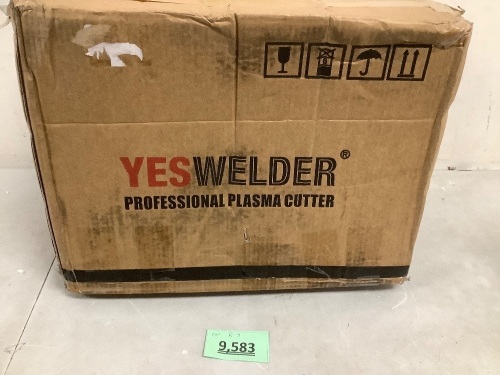 YESWELDER®
PROFESSIONAL PLASMA CUTTER
9,583